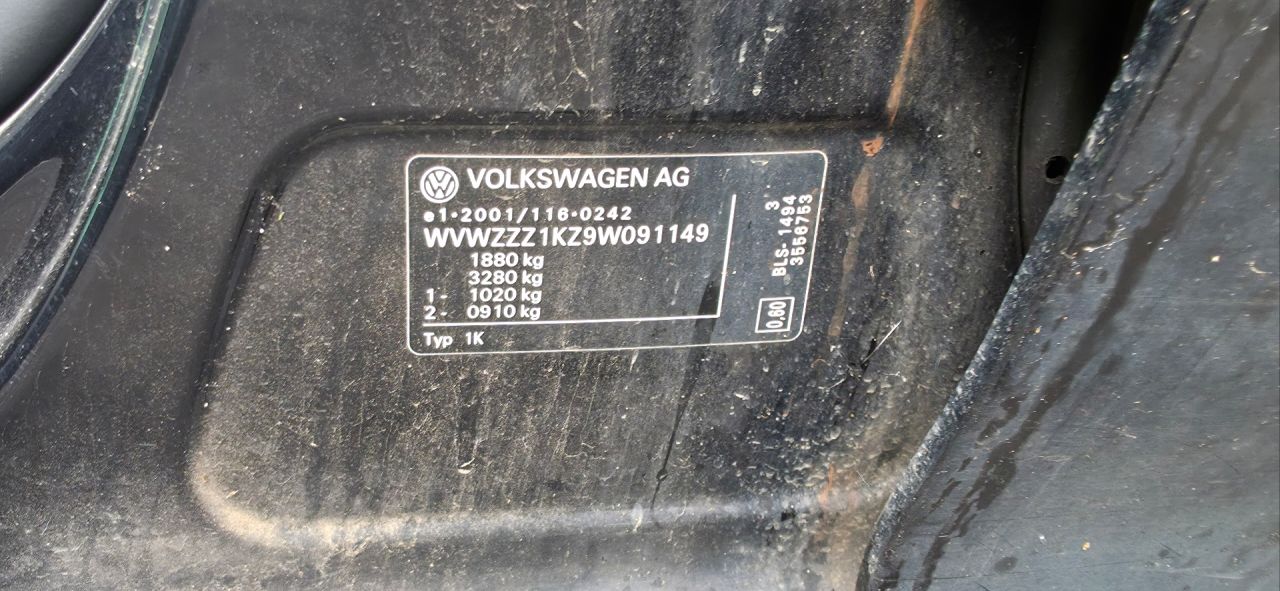 VOLKSWAGEN AG
e1·2001/116·0242
WVWZZZ1KZ9W091149
1880 kg
3280 kg
1- 1020 kg
2- 0910 kg
Typ 1K
3
BLS-1494
3556753
0,60